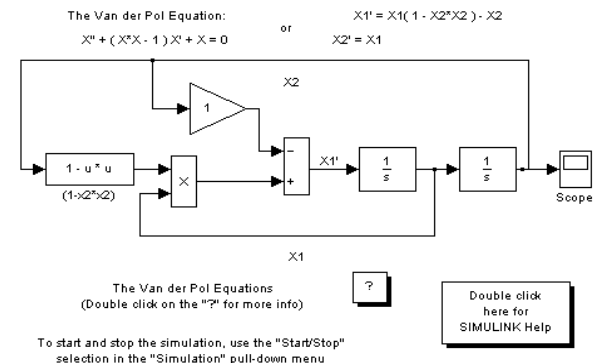 The Van der Pol Equation:
X'' + ( X*X - 1 ) X' + X = 0
or
X1' = X1( 1 - X2*X2 ) - X2
X2' = X1
X2
1
1 - u * u
(1-x2*x2)
X
−
+
X1'
1
s
1
s
Scope
X1
The Van der Pol Equations
(Double click on the "?" for more info)
?
Double click
here for
SIMULINK Help
To start and stop the simulation, use the "Start/Stop"
selection in the "Simulation" pull-down menu